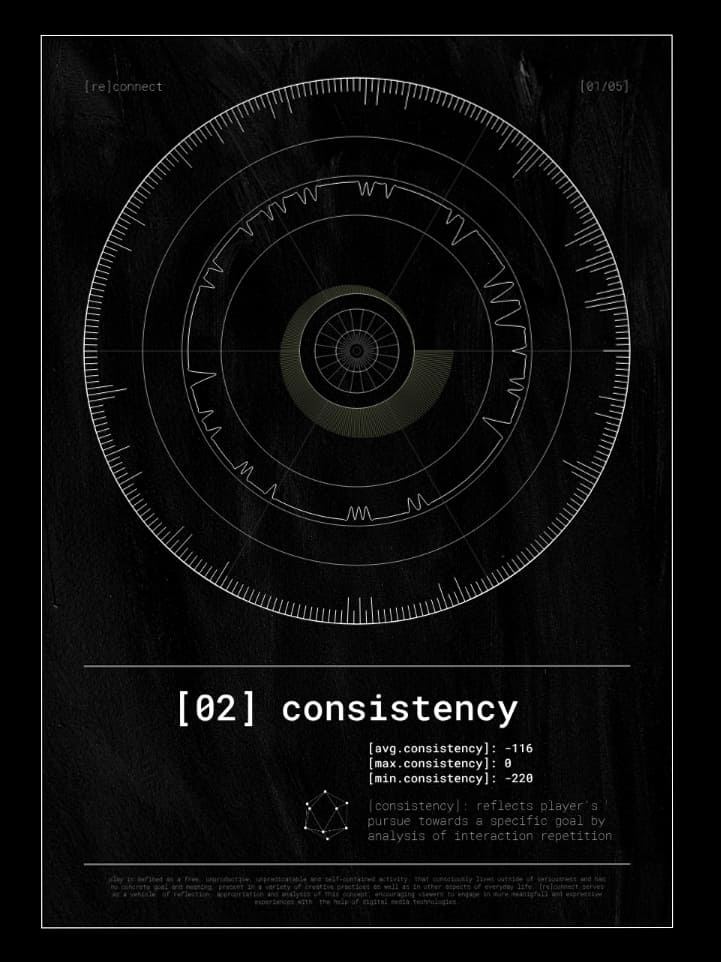 [re]connect
[01/05]
[02] consistency
[avg.consistency]: -116
[max.consistency]: 0
[min.consistency]: -220
[consistency]: reflects player's
pursue towards a specific goal by
analysis of interaction repetition
play is defined as a free, unproductive, unpredicatable and self-contained activity, that consciously lives outside of seriousness and has
no concrete goal and meaning, present in a variety of creative practices as well as in other aspects of everyday life. [re]connect serves
as a vehicle of reflection, appropriation and analysis of this concept, encouraging viewers to engage in more meaningfull and expressive
experiences with the help of digital media technologies.